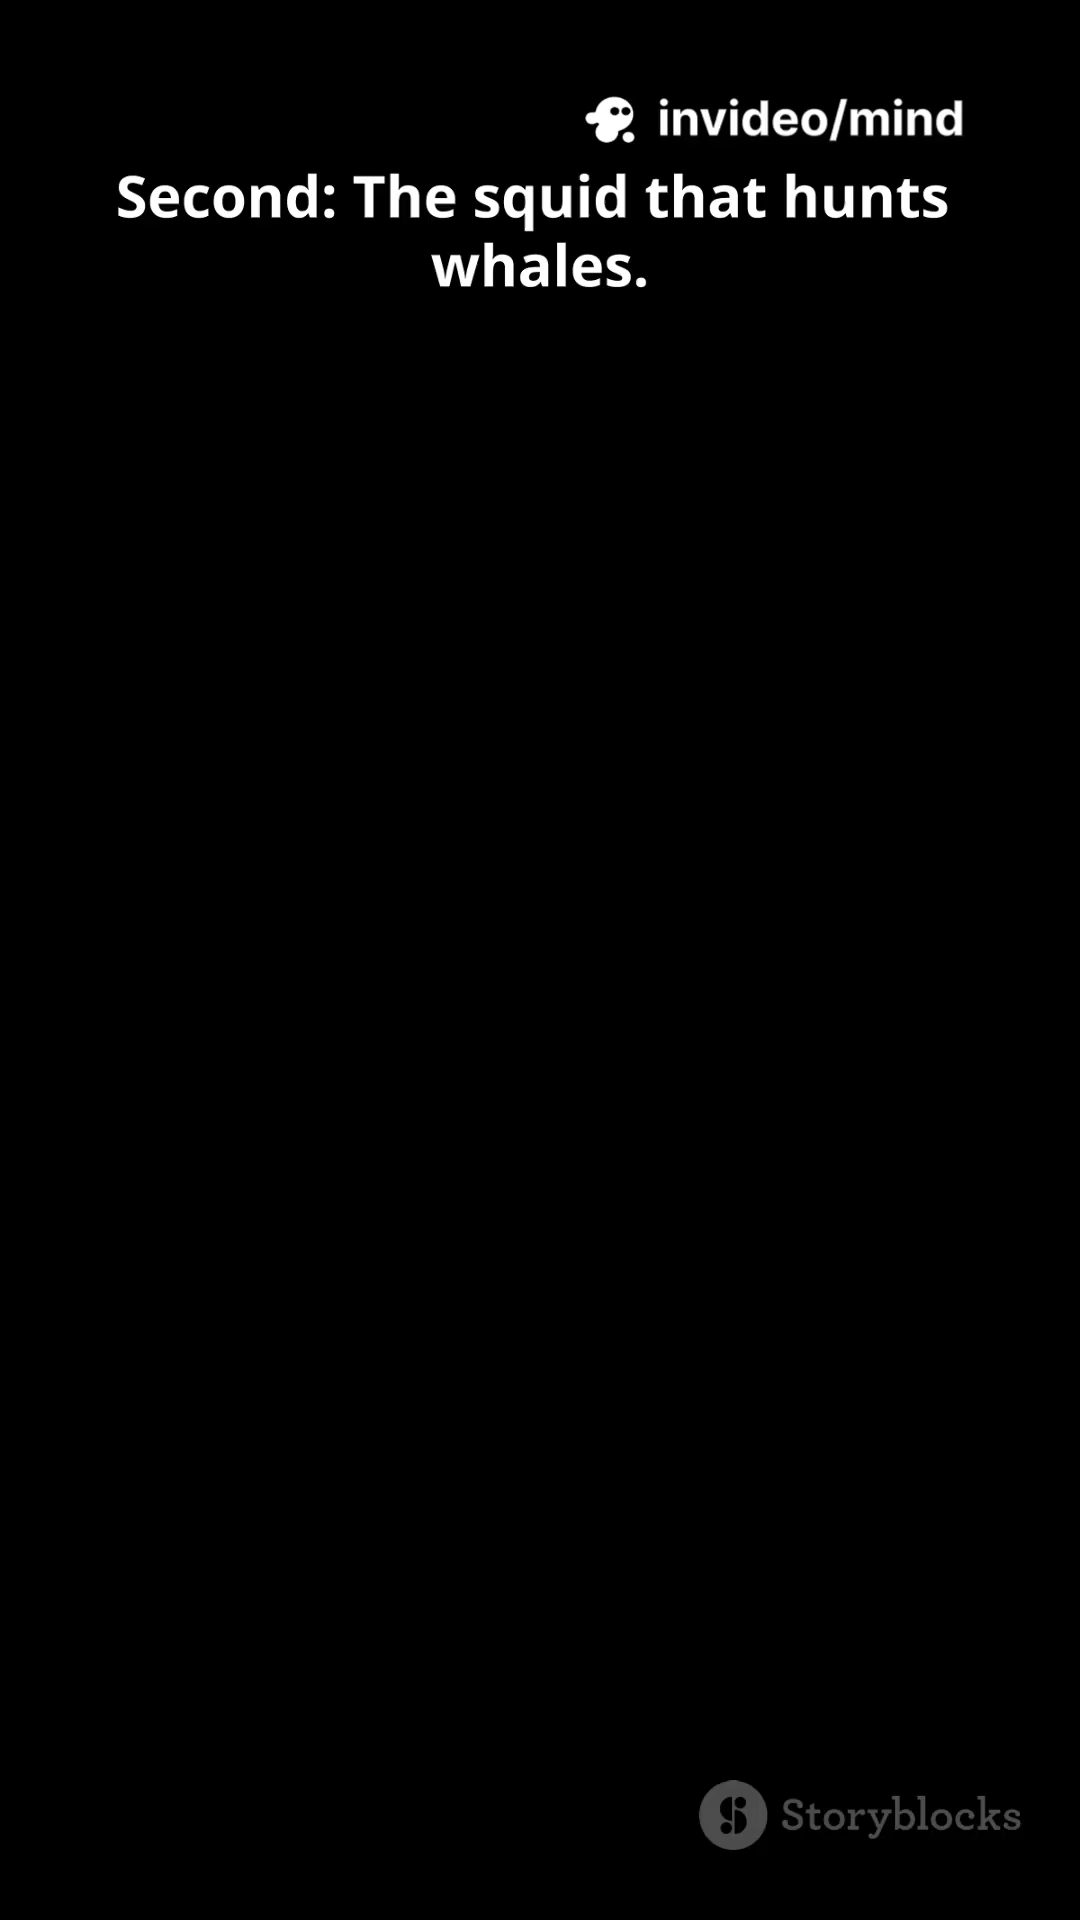 invideo/mind
Second: The squid that hunts
whales.
Storyblocks